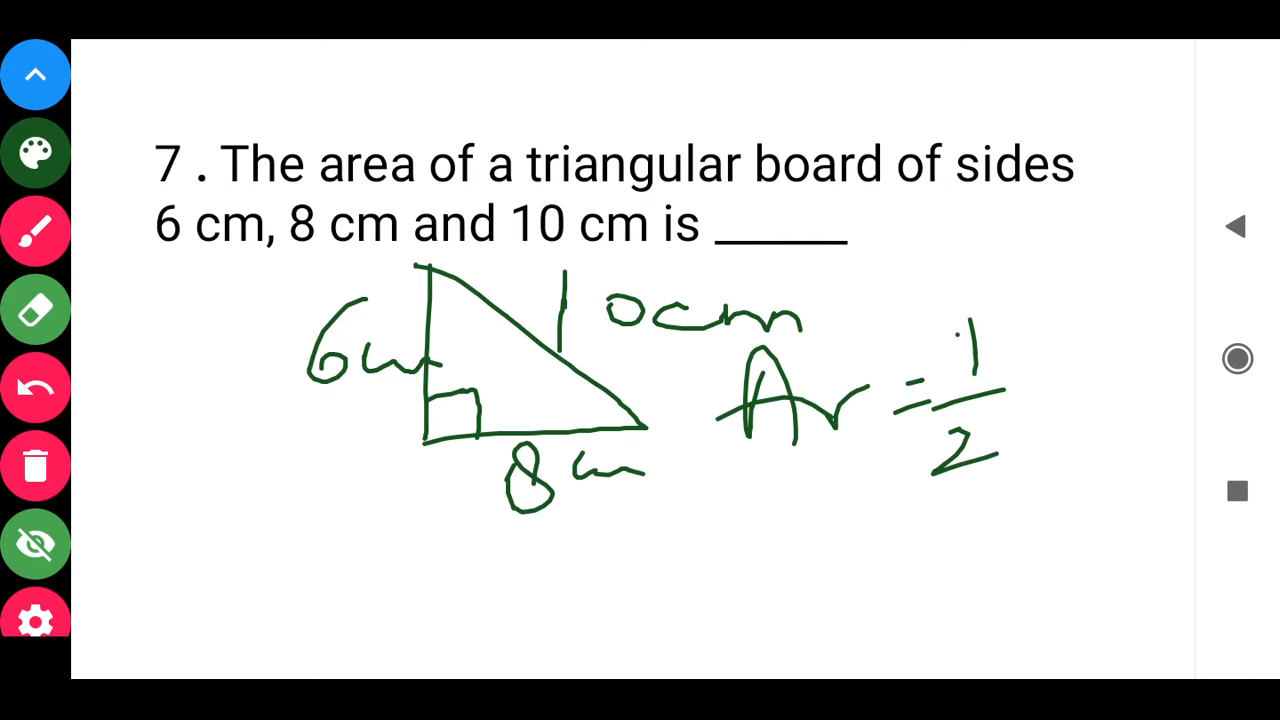 7 . The area of a triangular board of sides
6 cm, 8 cm and 10 cm is ______
6cm
10cm
Ar = 1/2
8cm